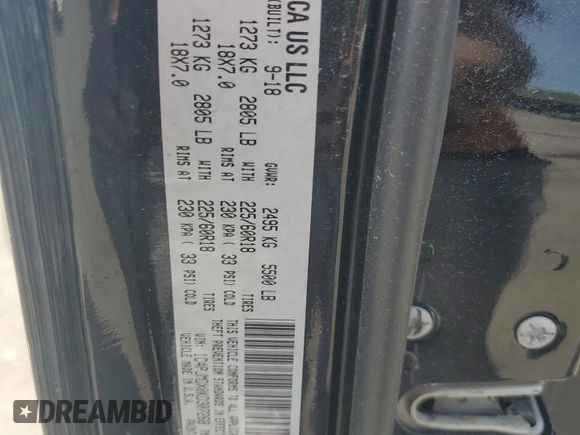 CA US LLC
(BUILT): 9-18 GVWR: 2495 KG 5500 LB
1273 KG 2805 LB WITH 225/60R18 TIRES
18X7.0 RIMS AT 230 KPA ( 33 PSI) COLD
1273 KG 2805 LB WITH 225/60R18 TIRES
18X7.0 RIMS AT 230 KPA ( 33 PSI) COLD
THIS VEHICLE CONFORMS TO ALL
THEFT PREVENTION STANDARDS IN
VIN:
VEHICLE MADE IN U.S.A.
DREAMBID